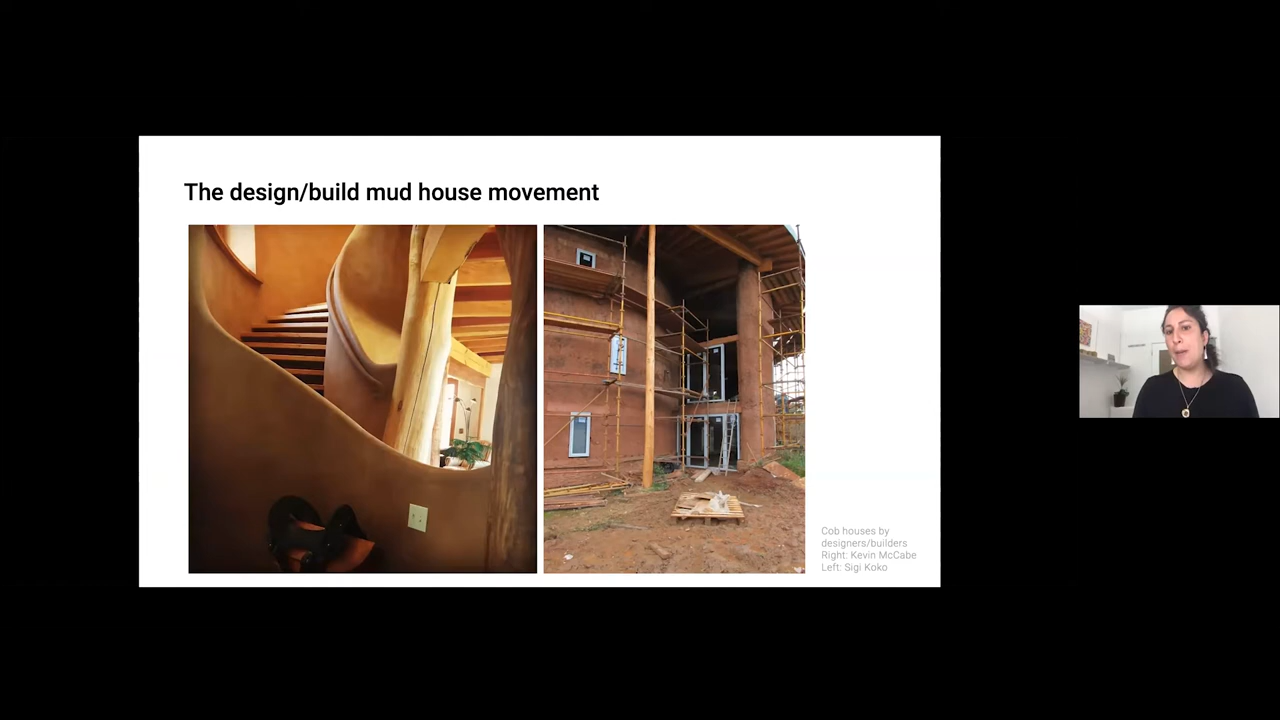 The design/build mud house movement
Cob houses by
designers/builders
Right: Kevin McCabe
Left: Sigi Koko